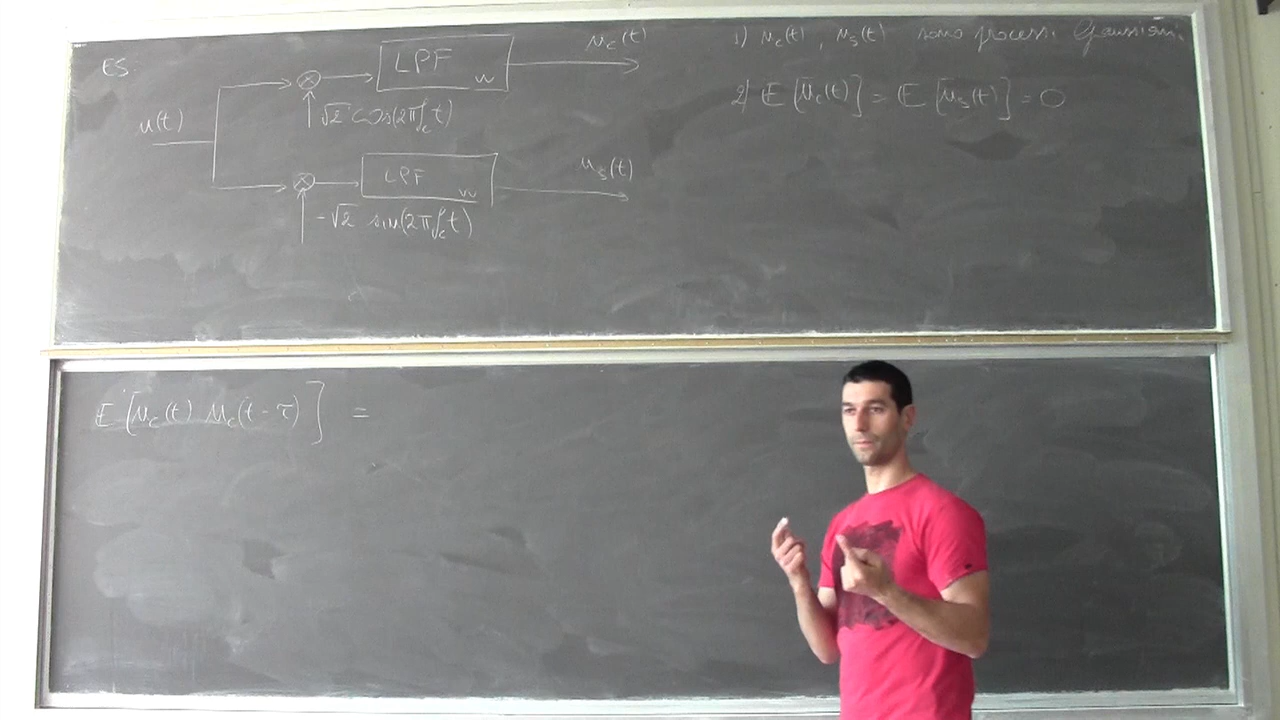 ES.
n(t)
√2 cos(2πf_c t)
LPF
W
n_c(t)
-√2 sin(2πf_c t)
LPF
W
n_s(t)
1) n_c(t), n_s(t) sono processi Gaussiani
2) E[n_c(t)] = E[n_s(t)] = 0
E[n_c(t) n_c(t-τ)] =